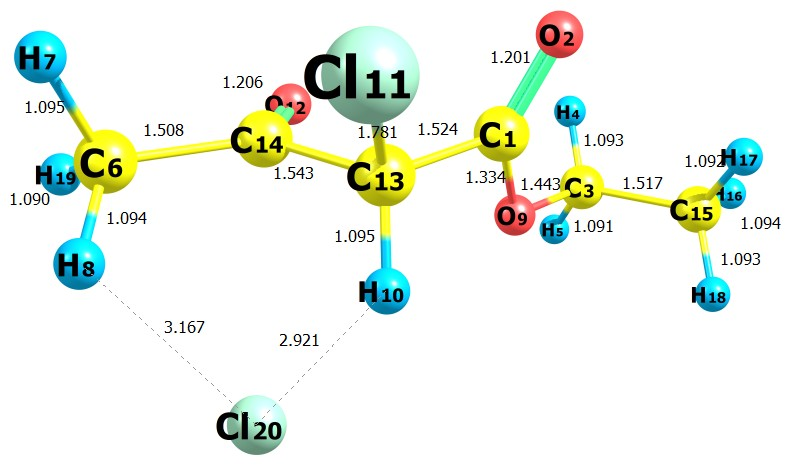 O2
H7
1.201
Cl11
1.206
O12
1.095
H4
1.508
C14
1.781
1.524
C1
1.093
H17
1.092
C6
1.543
C13
1.334
1.443
C3
1.517
H16
H19
1.090
O9
C15
1.094
1.094
H5
1.091
1.095
1.093
H8
H10
H18
3.167
2.921
Cl20